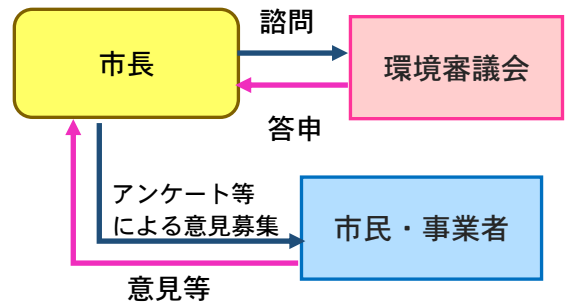 諮問
市長
環境審議会
答申
アンケート等
による意見募集
市民・事業者
意見等